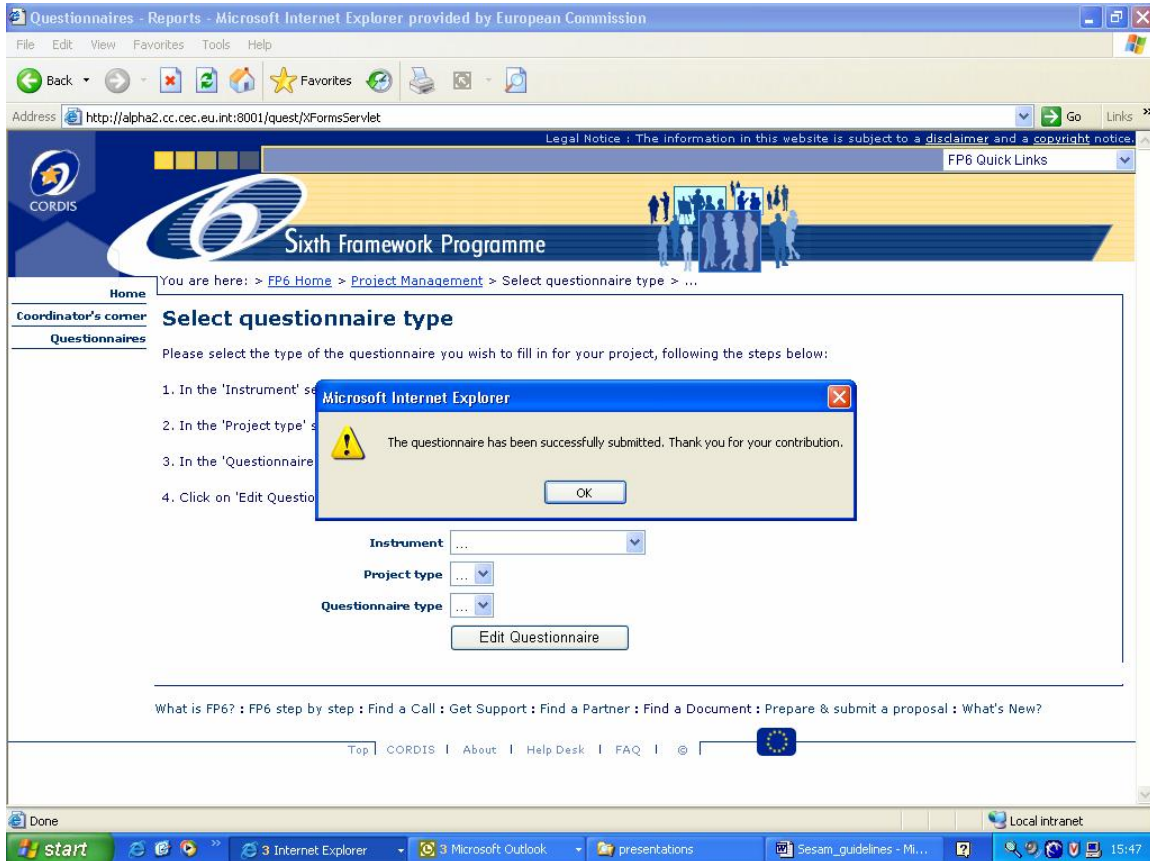 Questionnaires - Reports - Microsoft Internet Explorer provided by European Commission
File Edit View Favorites Tools Help
Back Favorites
Address http://alpha2.cc.cec.eu.int:8001/quest/XFormsServlet Go Links »
Legal Notice : The information in this website is subject to a disclaimer and a copyright notice.
FP6 Quick Links
CORDIS
6
Sixth Framework Programme
You are here: > FP6 Home > Project Management > Select questionnaire type > ...
Home
Coordinator's corner
Questionnaires
Select questionnaire type
Please select the type of the questionnaire you wish to fill in for your project, following the steps below:
1. In the 'Instrument' se
2. In the 'Project type' s
3. In the 'Questionnaire
4. Click on 'Edit Questio
Microsoft Internet Explorer
The questionnaire has been successfully submitted. Thank you for your contribution.
OK
Instrument ...
Project type ...
Questionnaire type ...
Edit Questionnaire
What is FP6? : FP6 step by step : Find a Call : Get Support : Find a Partner : Find a Document : Prepare & submit a proposal : What's New?
Top CORDIS | About | Help Desk | FAQ | ©
Done Local intranet
start » 3 Internet Explorer 3 Microsoft Outlook presentations Sesam_guidelines - Mi... 15:47